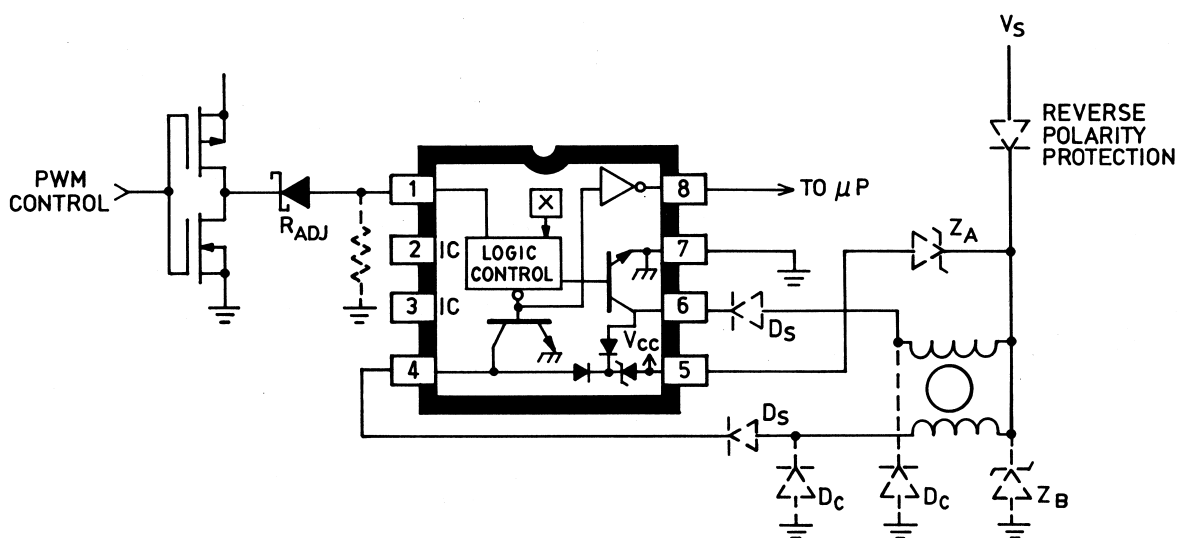 VS
REVERSE
POLARITY
PROTECTION
PWM
CONTROL
RADJ
1
8
TO µP
X
2
IC
LOGIC
CONTROL
7
ZA
3
IC
6
DS
VCC
4
5
DS
DC
DC
ZB